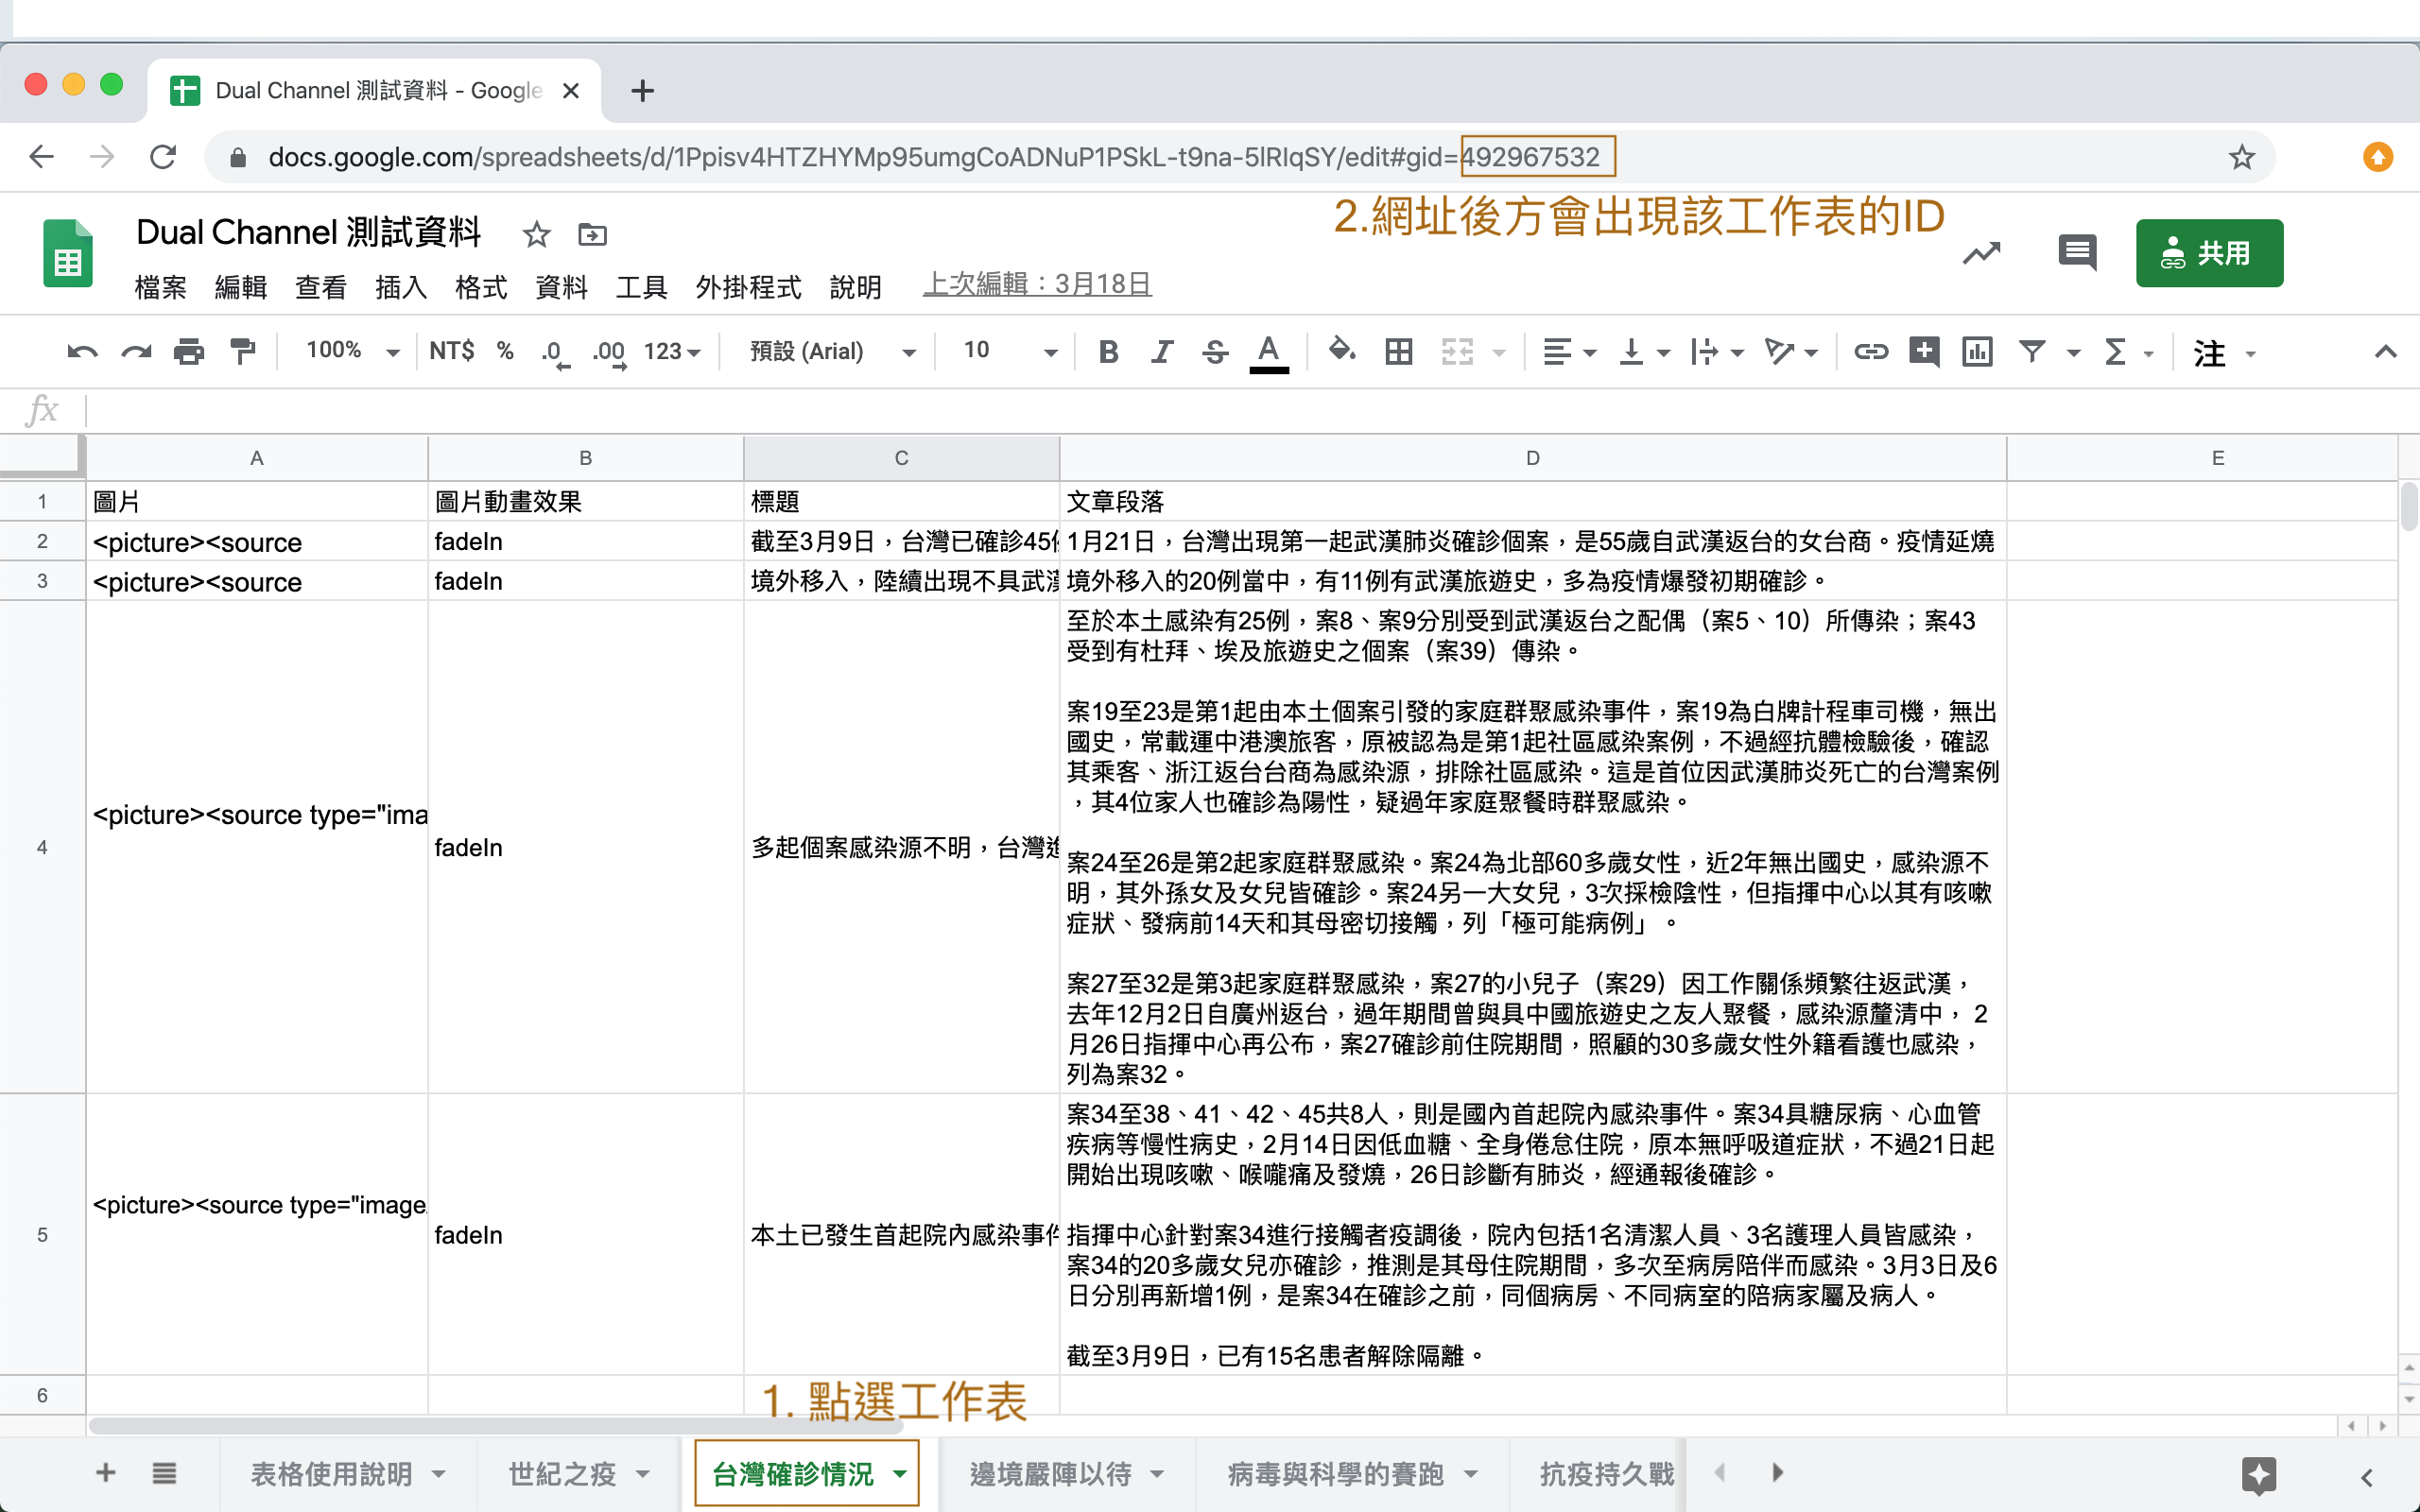 Dual Channel 測試資料 - Google
docs.google.com/spreadsheets/d/1Ppisv4HTZHYMp95umgCoADNuP1PSkL-t9na-5lRIqSY/edit#gid=492967532
2.網址後方會出現該工作表的ID
Dual Channel 測試資料
共用
檔案 編輯 查看 插入 格式 資料 工具 外掛程式 說明 上次編輯：3月18日
100% NT$ % .0 .00 123 預設 (Arial) 10 B I S A Σ 注
fx
A B C D E
1 圖片 圖片動畫效果 標題 文章段落
2 <picture><source fadeIn 截至3月9日，台灣已確診45 1月21日，台灣出現第一起武漢肺炎確診個案，是55歲自武漢返台的女台商。疫情延燒
3 <picture><source fadeIn 境外移入，陸續出現不具武漢 境外移入的20例當中，有11例有武漢旅遊史，多為疫情爆發初期確診。
至於本土感染有25例，案8、案9分別受到武漢返台之配偶（案5、10）所傳染；案43
受到有杜拜、埃及旅遊史之個案（案39）傳染。
案19至23是第1起由本土個案引發的家庭群聚感染事件，案19為白牌計程車司機，無出
國史，常載運中港澳旅客，原被認為是第1起社區感染案例，不過經抗體檢驗後，確認
其乘客、浙江返台台商為感染源，排除社區感染。這是首位因武漢肺炎死亡的台灣案例
，其4位家人也確診為陽性，疑過年家庭聚餐時群聚感染。
4 <picture><source type="ima fadeIn 多起個案感染源不明，台灣進
案24至26是第2起家庭群聚感染。案24為北部60多歲女性，近2年無出國史，感染源不
明，其外孫女及女兒皆確診。案24另一大女兒，3次採檢陰性，但指揮中心以其有咳嗽
症狀、發病前14天和其母密切接觸，列「極可能病例」。
案27至32是第3起家庭群聚感染，案27的小兒子（案29）因工作關係頻繁往返武漢，
去年12月2日自廣州返台，過年期間曾與具中國旅遊史之友人聚餐，感染源釐清中， 2
月26日指揮中心再公布，案27確診前住院期間，照顧的30多歲女性外籍看護也感染，
列為案32。
案34至38、41、42、45共8人，則是國內首起院內感染事件。案34具糖尿病、心血管
疾病等慢性病史，2月14日因低血糖、全身倦怠住院，原本無呼吸道症狀，不過21日起
開始出現咳嗽、喉嚨痛及發燒，26日診斷有肺炎，經通報後確診。
5 <picture><source type="image fadeIn 本土已發生首起院內感染事件
指揮中心針對案34進行接觸者疫調後，院內包括1名清潔人員、3名護理人員皆感染，
案34的20多歲女兒亦確診，推測是其母住院期間，多次至病房陪伴而感染。3月3日及6
日分別再新增1例，是案34在確診之前，同個病房、不同病室的陪病家屬及病人。
截至3月9日，已有15名患者解除隔離。
6
1. 點選工作表
表格使用說明 世紀之疫 台灣確診情況 邊境嚴陣以待 病毒與科學的賽跑 抗疫持久戰